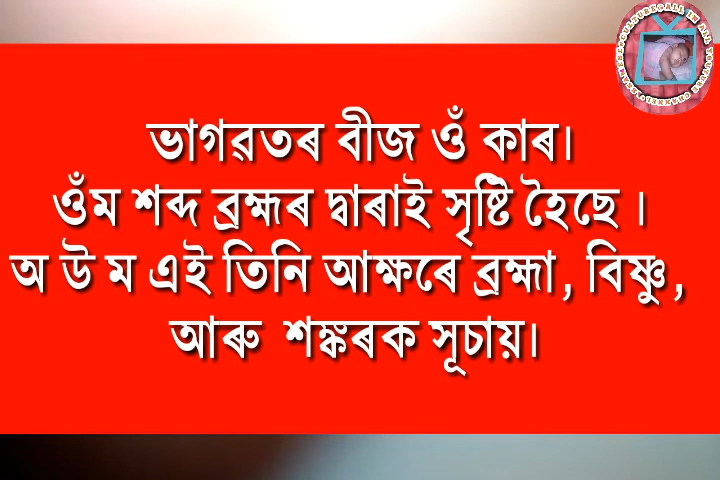 ভাগৱতৰ বীজ ওঁ কাৰ।
ওঁম শব্দ ব্ৰহ্মৰ দ্বাৰাই সৃষ্টি হৈছে ।
অ উ ম এই তিনি আক্ষৰে ব্ৰহ্মা, বিষ্ণু,
আৰু শঙ্কৰক সূচায়।